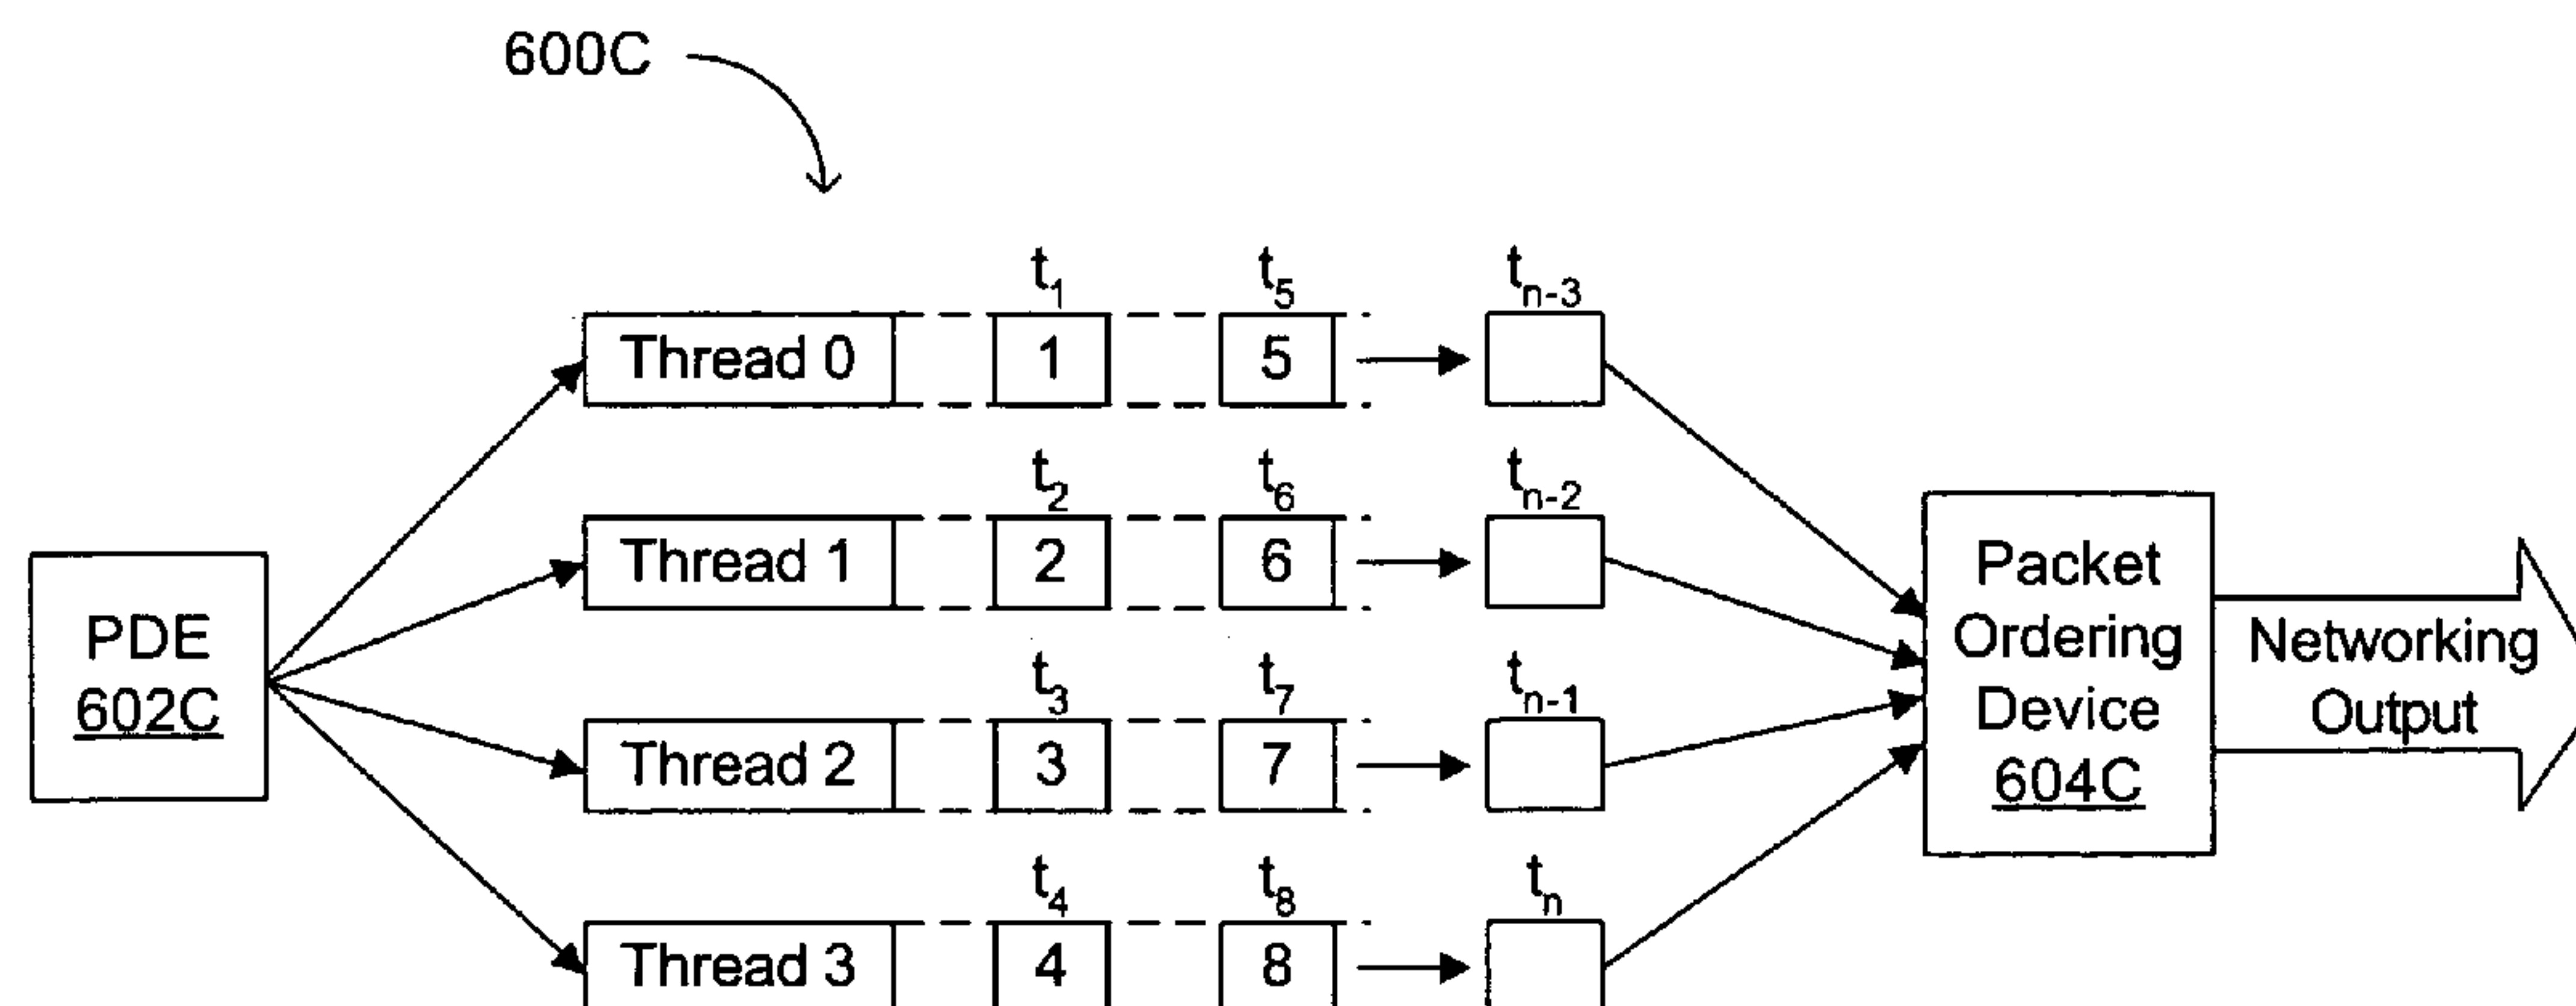 600C
t1 t5 tn-3
Thread 0 1 5
t2 t6 tn-2
Thread 1 2 6
PDE
602C
t3 t7 tn-1
Thread 2 3 7
t4 t8 tn
Thread 3 4 8
Packet
Ordering
Device
604C
Networking
Output